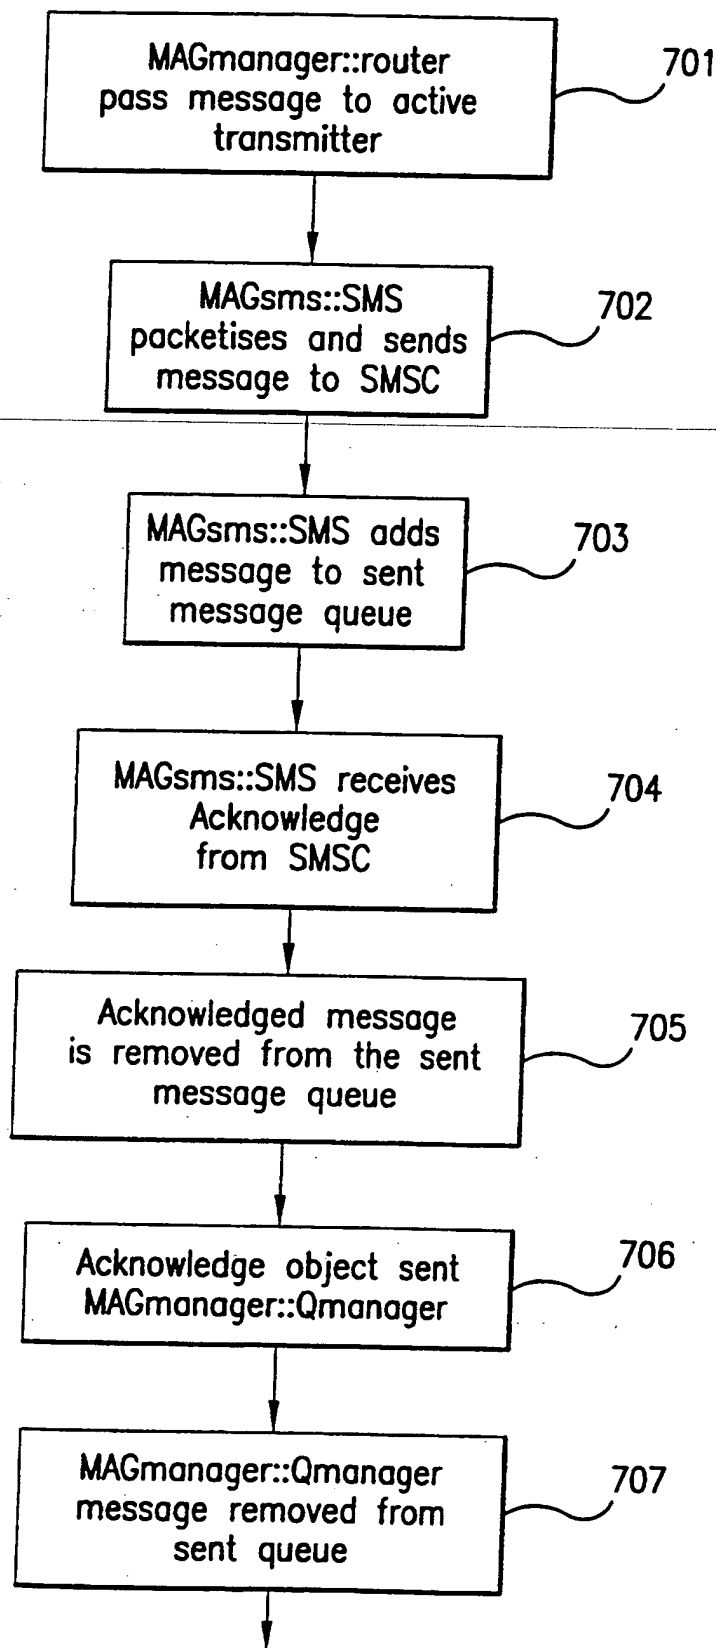 MAGmanager::router
pass message to active
transmitter
701
MAGsms::SMS
packetises and sends
message to SMSC
702
MAGsms::SMS adds
message to sent
message queue
703
MAGsms::SMS receives
Acknowledge
from SMSC
704
Acknowledged message
is removed from the sent
message queue
705
Acknowledge object sent
MAGmanager::Qmanager
706
MAGmanager::Qmanager
message removed from
sent queue
707